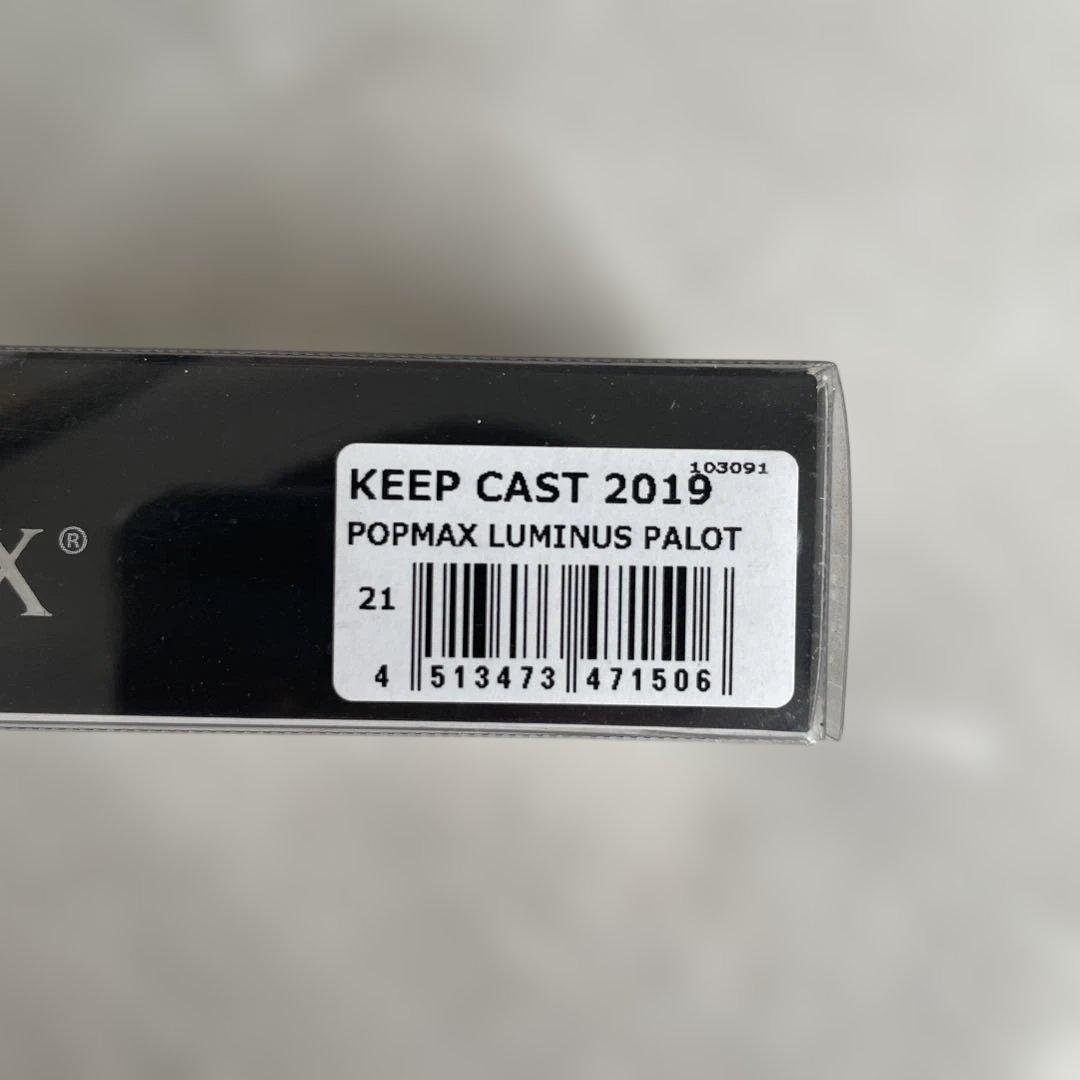 X®
103091
KEEP CAST 2019
POPMAX LUMINUS PALOT
21
4 513473 471506